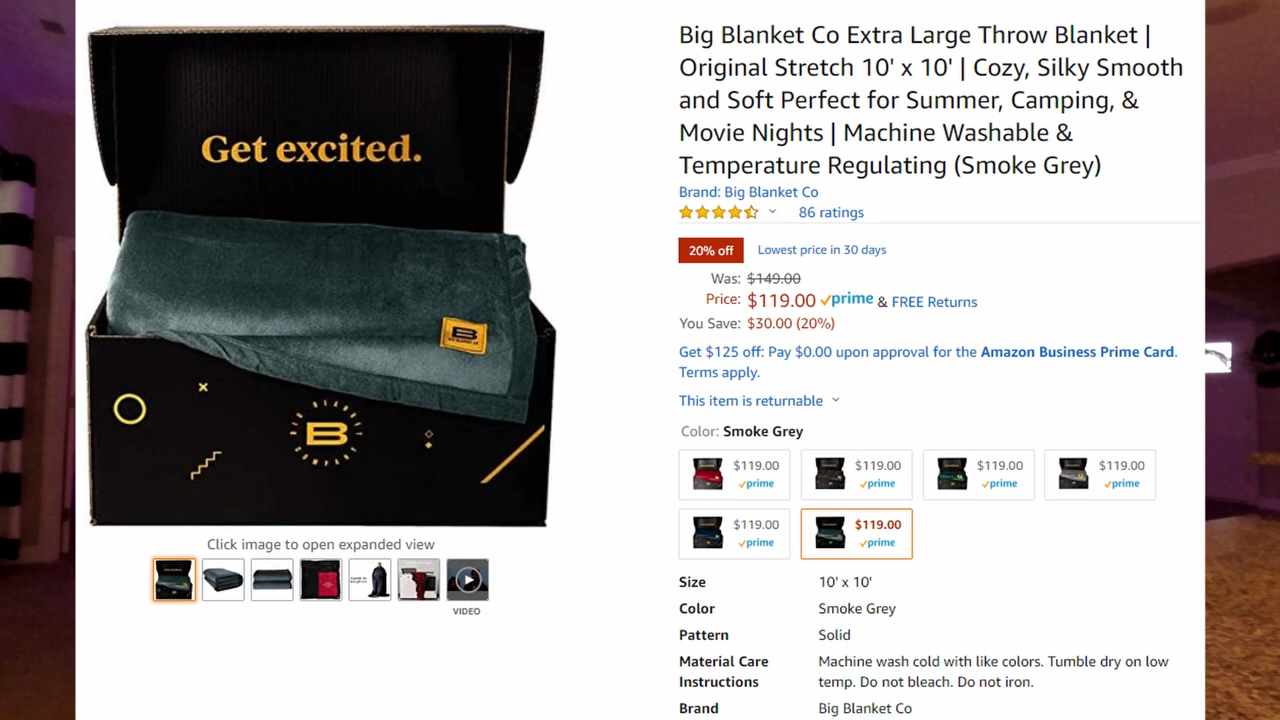 Get excited.
B
BIG BLANKET CO
BIG BLANKET
B
COMPANY
Click image to open expanded view
VIDEO
Big Blanket Co Extra Large Throw Blanket |
Original Stretch 10' x 10' | Cozy, Silky Smooth
and Soft Perfect for Summer, Camping, &
Movie Nights | Machine Washable &
Temperature Regulating (Smoke Grey)
Brand: Big Blanket Co
86 ratings
20% off Lowest price in 30 days
Was: $149.00
Price: $119.00 prime & FREE Returns
You Save: $30.00 (20%)
Get $125 off: Pay $0.00 upon approval for the Amazon Business Prime Card.
Terms apply.
This item is returnable
Color: Smoke Grey
$119.00 $119.00 $119.00 $119.00
prime prime prime prime
$119.00 $119.00
prime prime
Size 10' x 10'
Color Smoke Grey
Pattern Solid
Material Care Machine wash cold with like colors. Tumble dry on low
Instructions temp. Do not bleach. Do not iron.
Brand Big Blanket Co